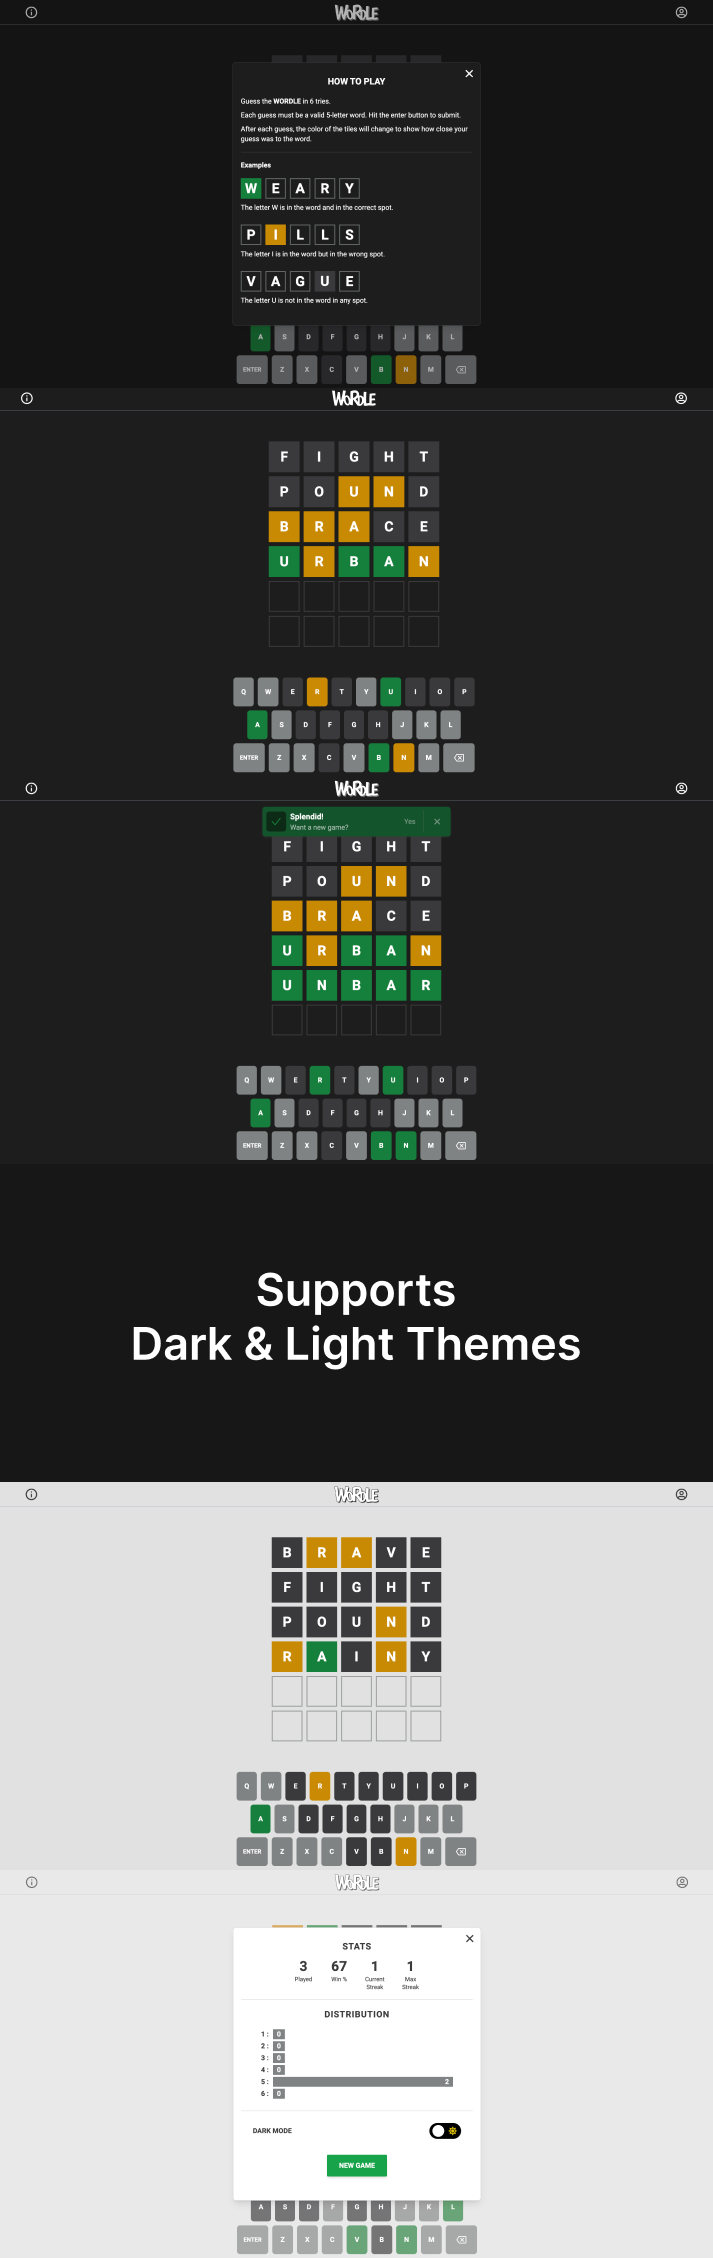 WORDLE
HOW TO PLAY
Guess the WORDLE in 6 tries.
Each guess must be a valid 5-letter word. Hit the enter button to submit.
After each guess, the color of the tiles will change to show how close your
guess was to the word.
Examples
W E A R Y
The letter W is in the word and in the correct spot.
P I L L S
The letter I is in the word but in the wrong spot.
V A G U E
The letter U is not in the word in any spot.
A S D F G H J K L
ENTER Z X C V B N M
WORDLE
F I G H T
P O U N D
B R A C E
U R B A N
Q W E R T Y U I O P
A S D F G H J K L
ENTER Z X C V B N M
WORDLE
Splendid!
Want a new game?
Yes
F I G H T
P O U N D
B R A C E
U R B A N
U N B A R
Q W E R T Y U I O P
A S D F G H J K L
ENTER Z X C V B N M
Supports
Dark & Light Themes
WORDLE
B R A V E
F I G H T
P O U N D
R A I N Y
Q W E R T Y U I O P
A S D F G H J K L
ENTER Z X C V B N M
WORDLE
STATS
3 67 1 1
Played Win % Current Max
Streak Streak
DISTRIBUTION
1 : 0
2 : 0
3 : 0
4 : 0
5 : 2
6 : 0
DARK MODE
NEW GAME
A S D F G H J K L
ENTER Z X C V B N M